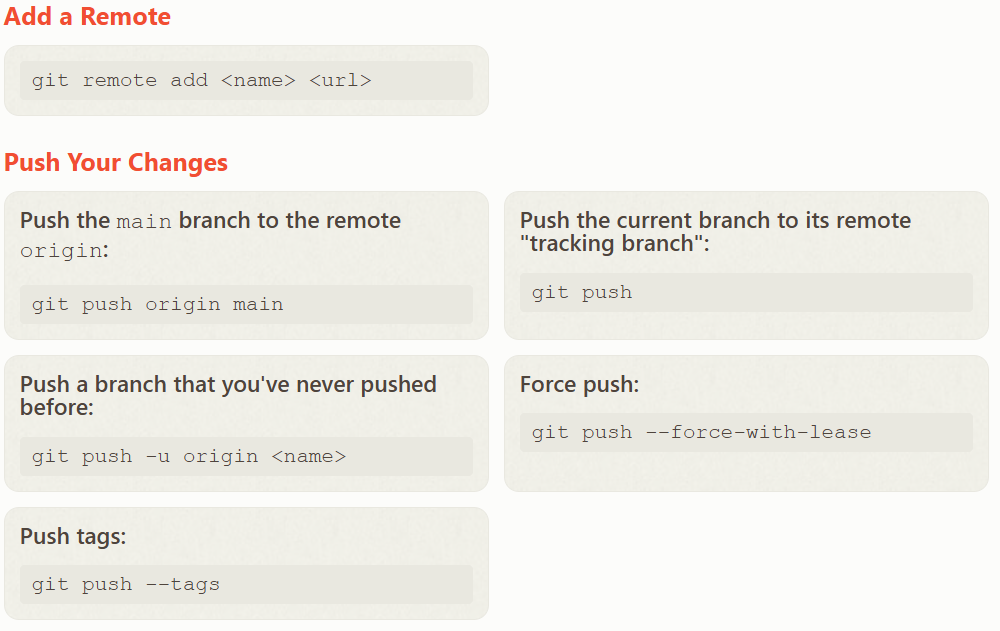 Add a Remote
git remote add <name> <url>
Push Your Changes
Push the main branch to the remote
origin:
git push origin main
Push the current branch to its remote
"tracking branch":
git push
Push a branch that you've never pushed
before:
git push -u origin <name>
Force push:
git push --force-with-lease
Push tags:
git push --tags